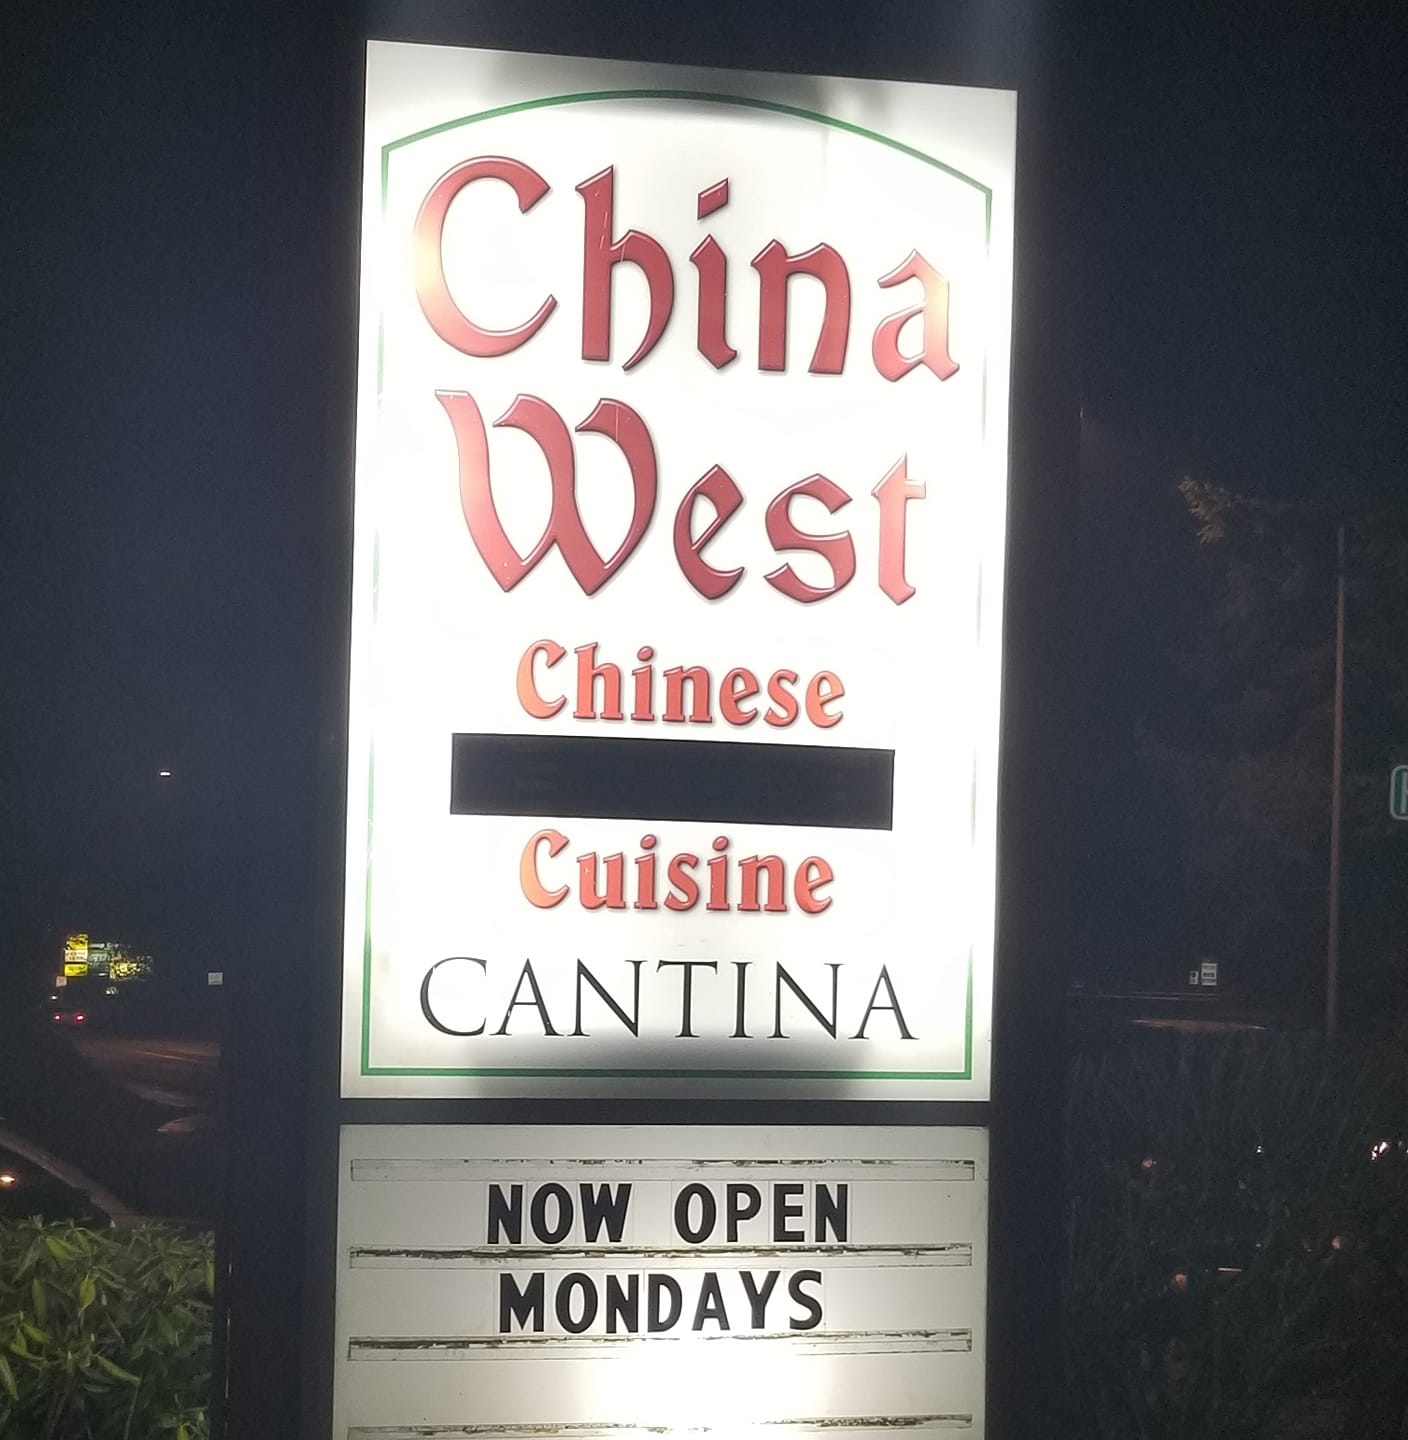 China
West
Chinese
Cuisine
CANTINA
NOW OPEN
MONDAYS